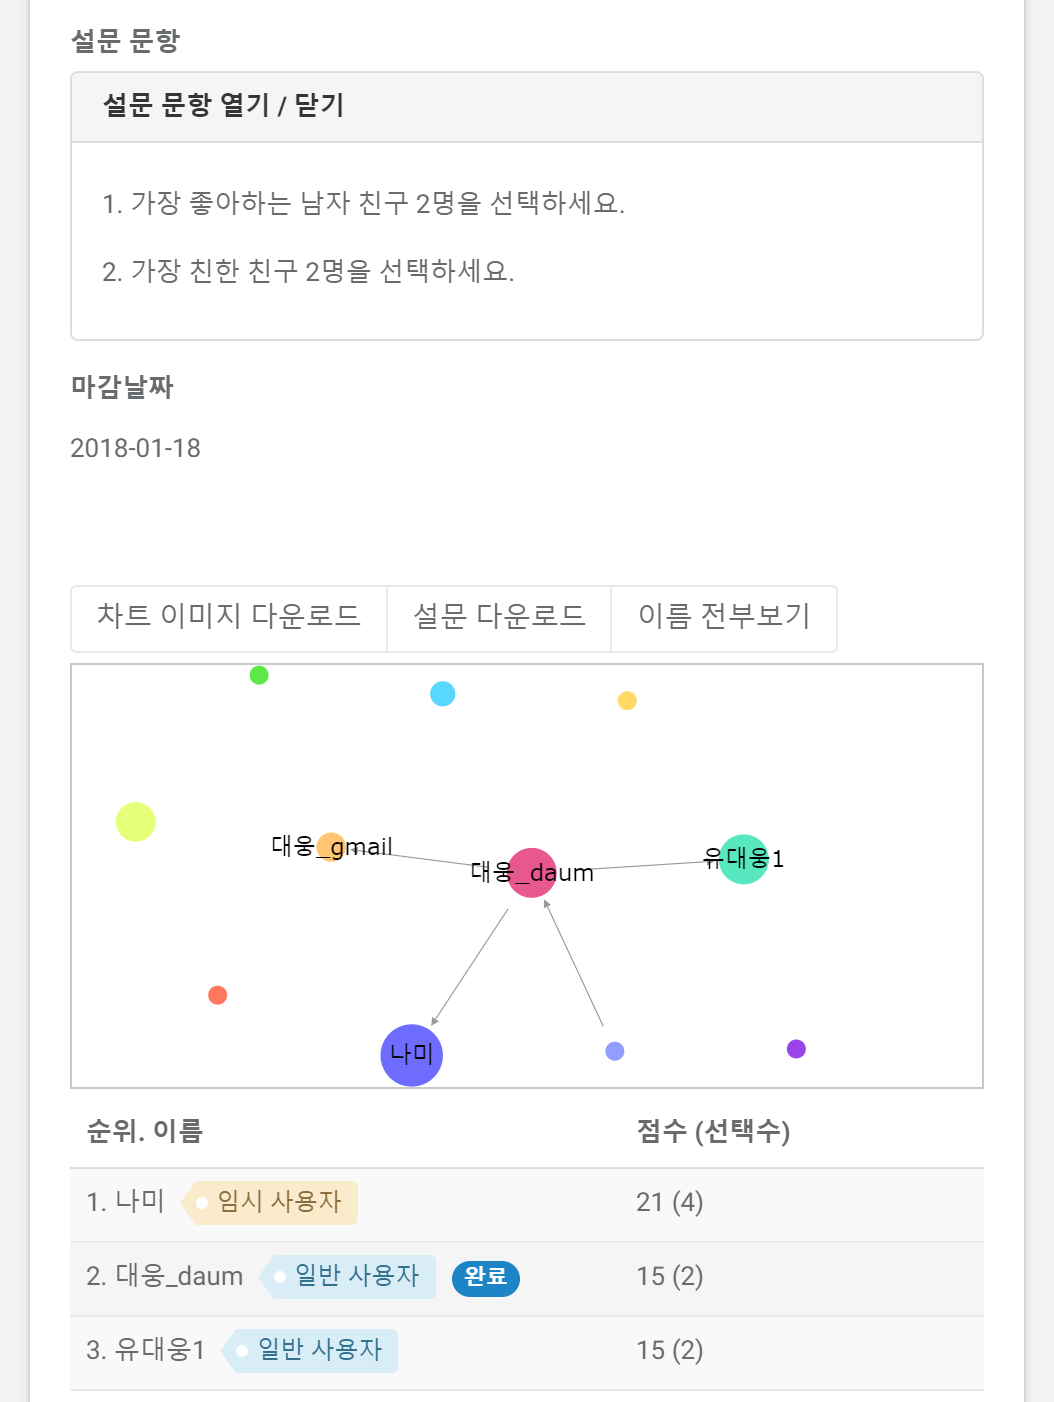 설문 문항
설문 문항 열기 / 닫기
1. 가장 좋아하는 남자 친구 2명을 선택하세요.
2. 가장 친한 친구 2명을 선택하세요.
마감날짜
2018-01-18
차트 이미지 다운로드 설문 다운로드 이름 전부보기
대웅_gmail
대웅_daum
유대웅1
나미
순위. 이름 점수 (선택수)
1. 나미 임시 사용자 21 (4)
2. 대웅_daum 일반 사용자 완료 15 (2)
3. 유대웅1 일반 사용자 15 (2)